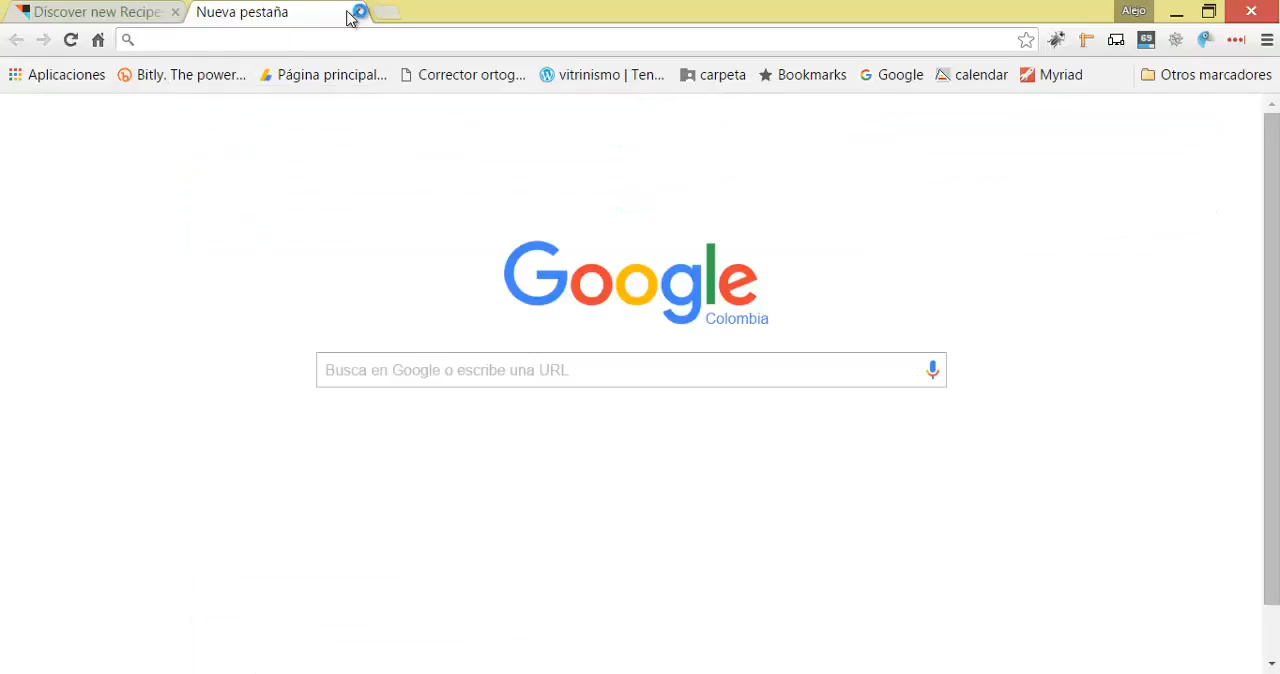 Discover new Recipe
Nueva pestaña
Alejo
69
Aplicaciones
Bitly. The power...
Página principal...
Corrector ortog...
vitrinismo | Ten...
carpeta
Bookmarks
Google
calendar
Myriad
Otros marcadores
Google
Colombia
Busca en Google o escribe una URL